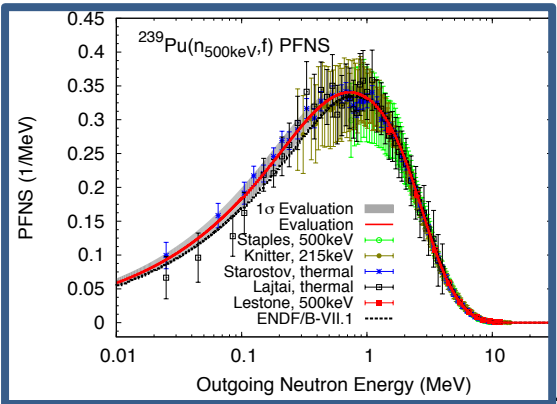 ²³⁹Pu(n₅₀₀ₖₑᵥ,f) PFNS
0.45
0.4
0.35
0.3
0.25
0.2
0.15
0.1
0.05
0
PFNS (1/MeV)
1σ Evaluation
Evaluation
Staples, 500keV
Knitter, 215keV
Starostov, thermal
Lajtai, thermal
Lestone, 500keV
ENDF/B-VII.1
0.01 0.1 1 10
Outgoing Neutron Energy (MeV)